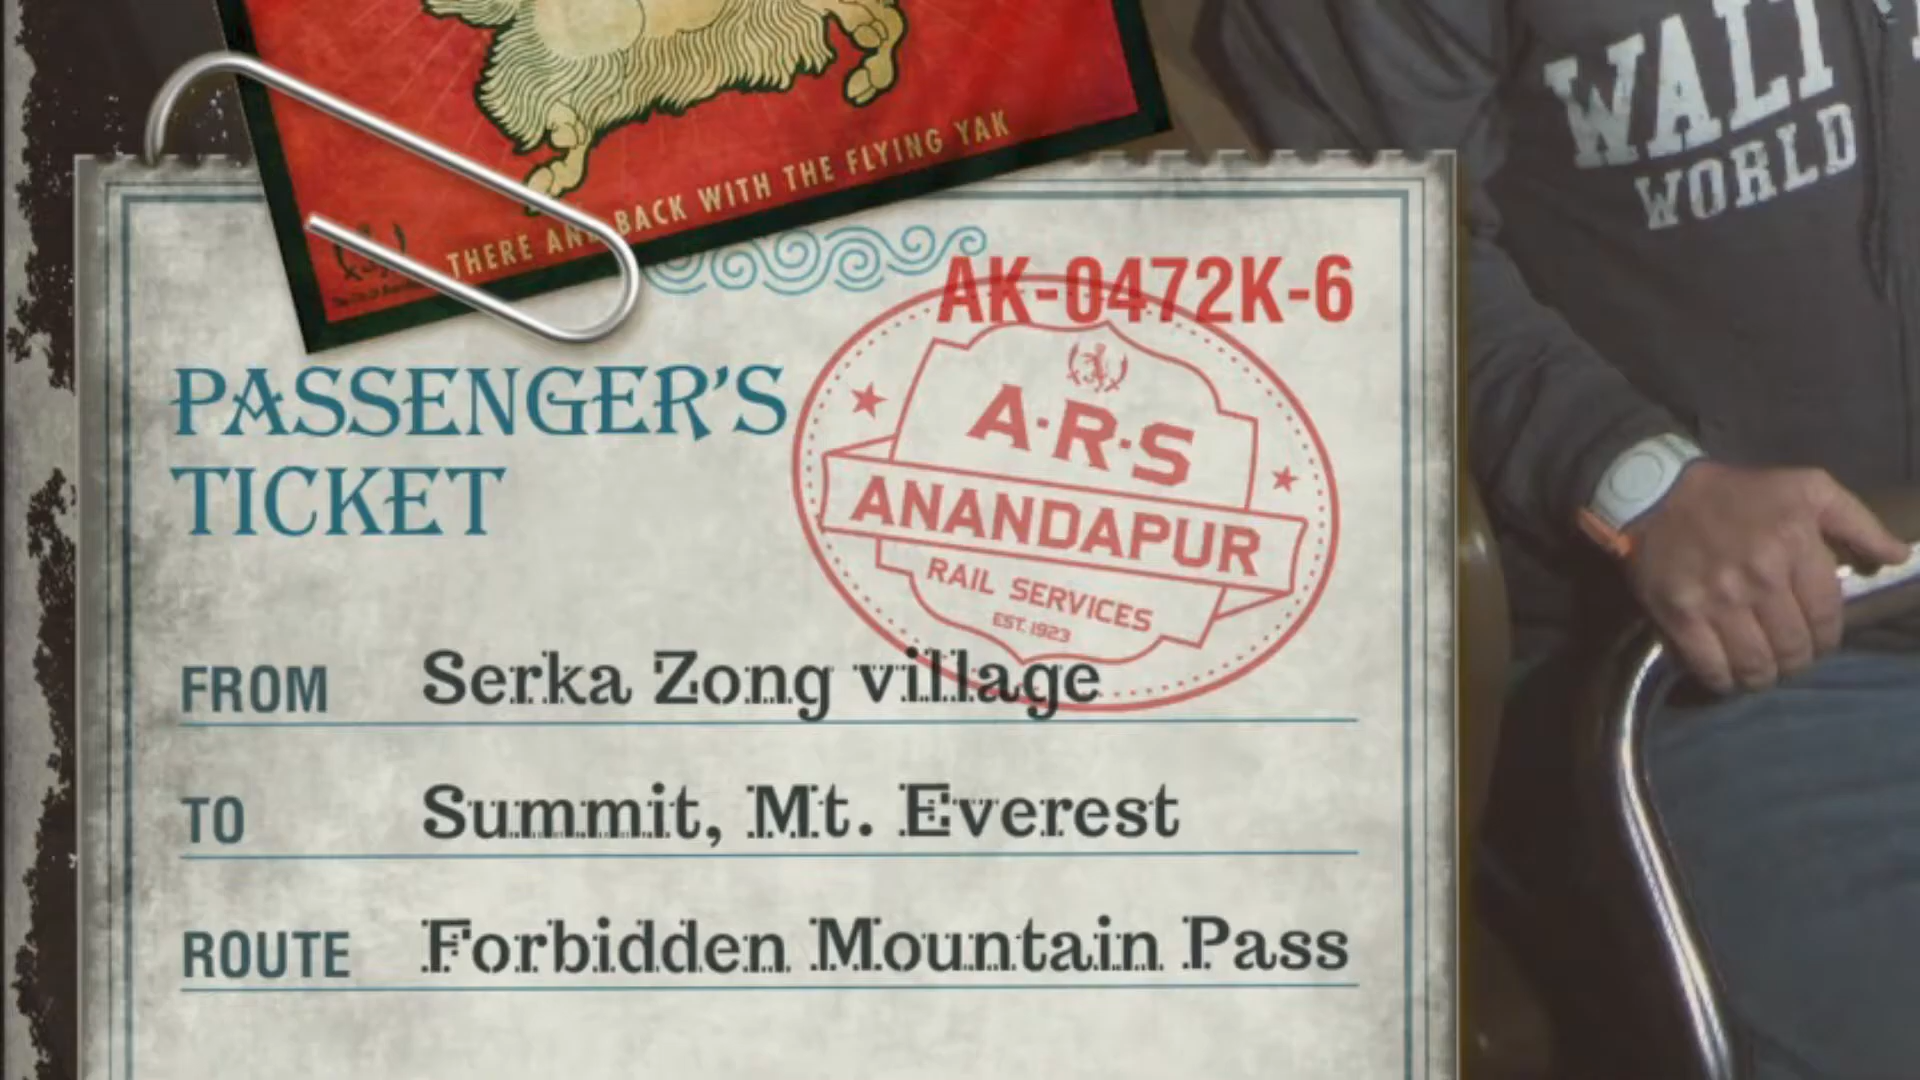 THERE AND BACK WITH THE FLYING YAK
WALT
WORLD
AK-0472K-6
PASSENGER'S
TICKET
A·R·S
ANANDAPUR
RAIL SERVICES
EST. 1923
FROM Serka Zong village
TO Summit, Mt. Everest
ROUTE Forbidden Mountain Pass